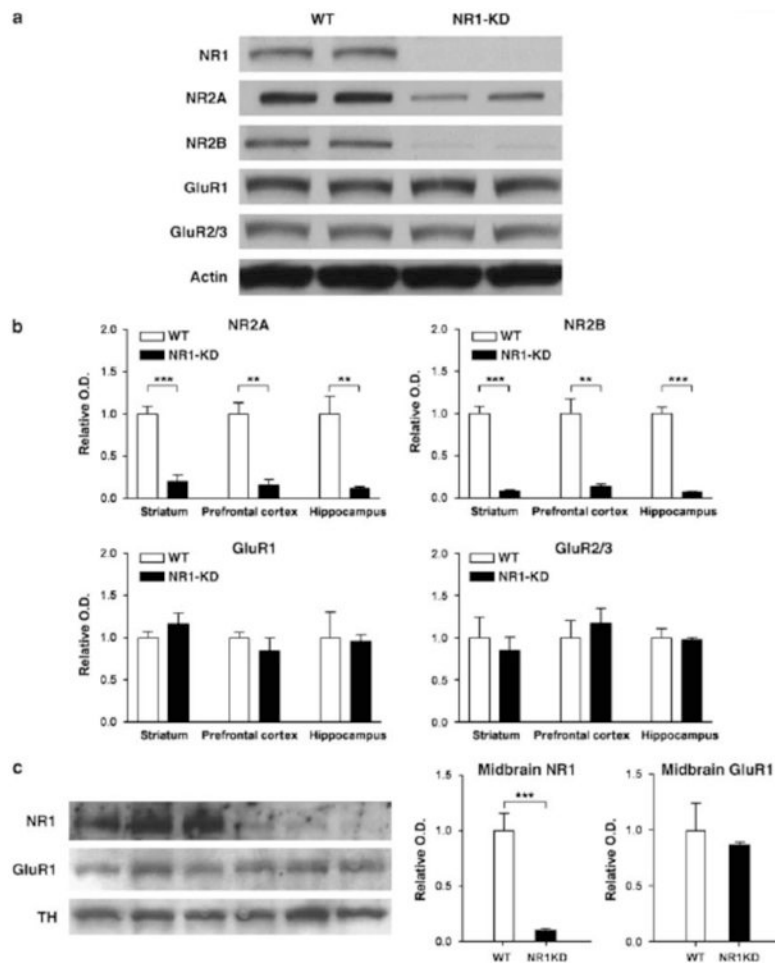 a
WT NR1-KD
NR1
NR2A
NR2B
GluR1
GluR2/3
Actin
b
NR2A
2.0
1.5
1.0
0.5
0.0
Relative O.D.
WT
NR1-KD
*** ** **
Striatum Prefrontal cortex Hippocampus
NR2B
2.0
1.5
1.0
0.5
0.0
Relative O.D.
WT
NR1-KD
*** ** ***
Striatum Prefrontal cortex Hippocampus
GluR1
2.0
1.5
1.0
0.5
0.0
Relative O.D.
WT
NR1-KD
Striatum Prefrontal cortex Hippocampus
GluR2/3
2.0
1.5
1.0
0.5
0.0
Relative O.D.
WT
NR1-KD
Striatum Prefrontal cortex Hippocampus
c
NR1
GluR1
TH
Midbrain NR1
1.5
1.0
0.5
0.0
Relative O.D.
***
WT NR1KD
Midbrain GluR1
1.5
1.0
0.5
0.0
Relative O.D.
WT NR1KD